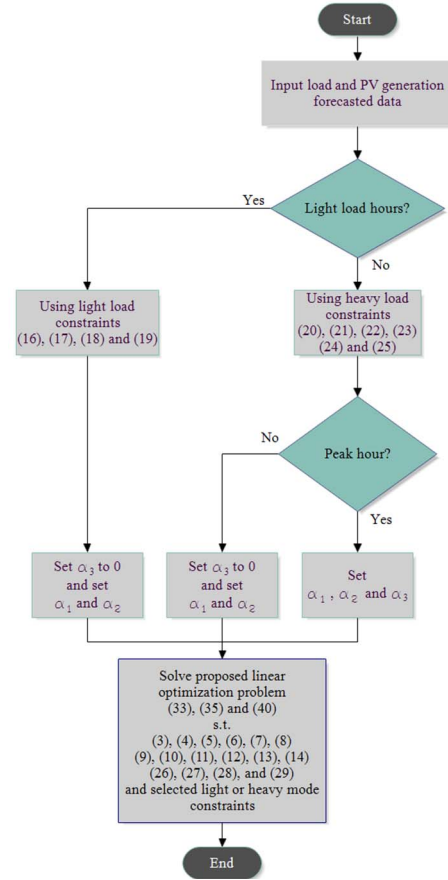 Start
Input load and PV generation
forecasted data
Light load hours?
Yes
No
Using light load
constraints
(16), (17), (18) and (19)
Using heavy load
constraints
(20), (21), (22), (23)
(24) and (25)
Peak hour?
No
Yes
Set α₃ to 0
and set
α₁ and α₂
Set α₃ to 0
and set
α₁ and α₂
Set
α₁ , α₂ and α₃
Solve proposed linear
optimization problem
(33), (35) and (40)
s.t.
(3), (4), (5), (6), (7), (8)
(9), (10), (11), (12), (13), (14)
(26), (27), (28), and (29)
and selected light or heavy mode
constraints
End